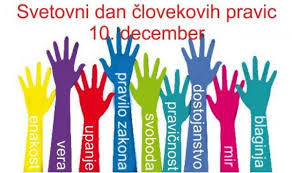 Svetovni dan človekovih pravic
10. december
enakost
vera
upanje
pravilo zakona
svoboda
pravičnost
dostojanstvo
mir
blaginja